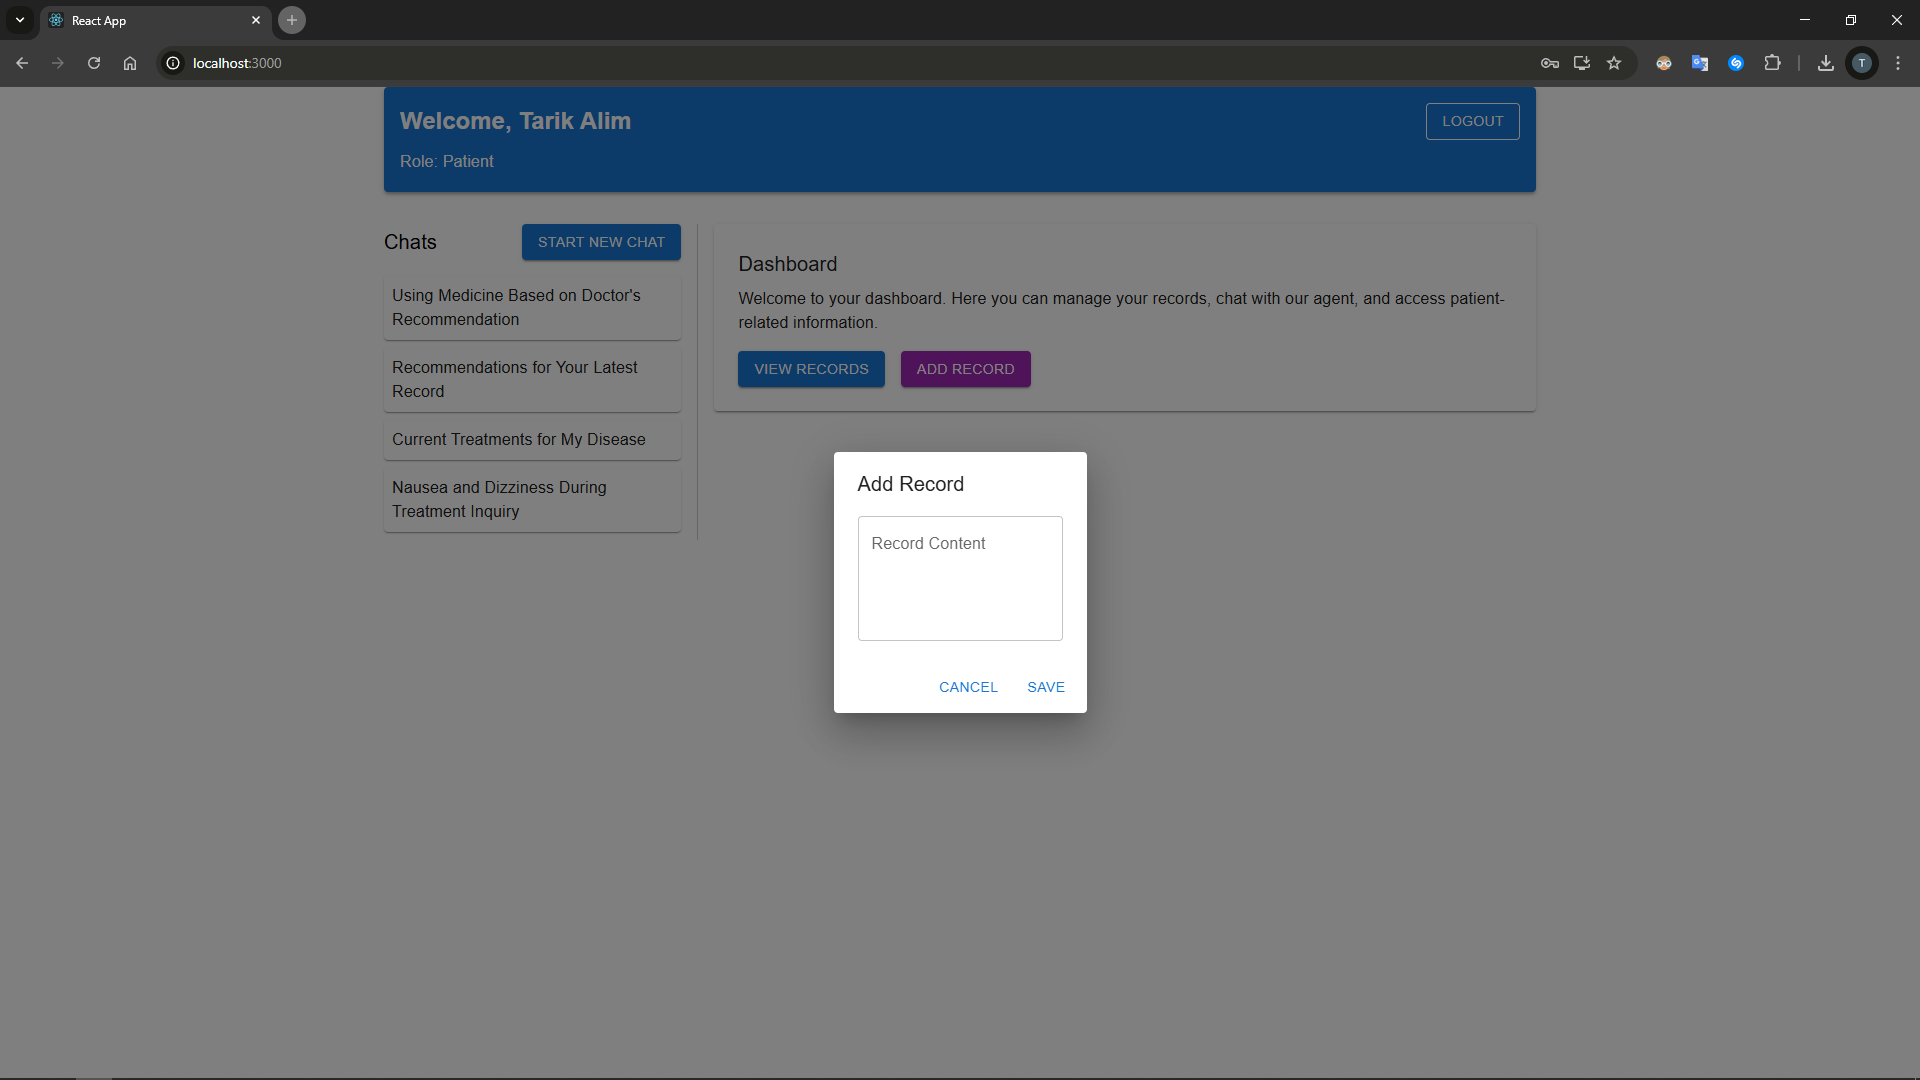 React App
localhost:3000
T
Welcome, Tarik Alim
LOGOUT
Role: Patient
Chats
START NEW CHAT
Using Medicine Based on Doctor's
Recommendation
Recommendations for Your Latest
Record
Current Treatments for My Disease
Nausea and Dizziness During
Treatment Inquiry
Dashboard
Welcome to your dashboard. Here you can manage your records, chat with our agent, and access patient-
related information.
VIEW RECORDS
ADD RECORD
Add Record
Record Content
CANCEL
SAVE